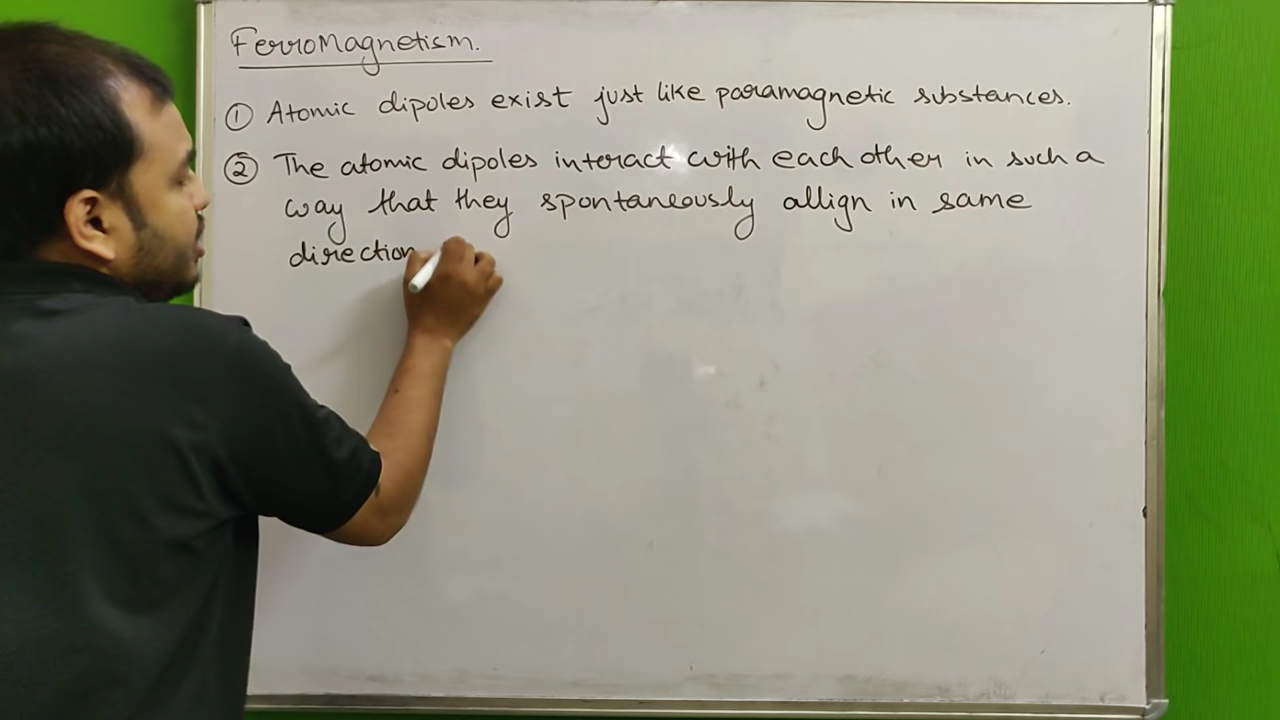 FerroMagnetism.
① Atomic dipoles exist just like paramagnetic substances.
② The atomic dipoles interact with each other in such a
way that they spontaneously allign in same
direction